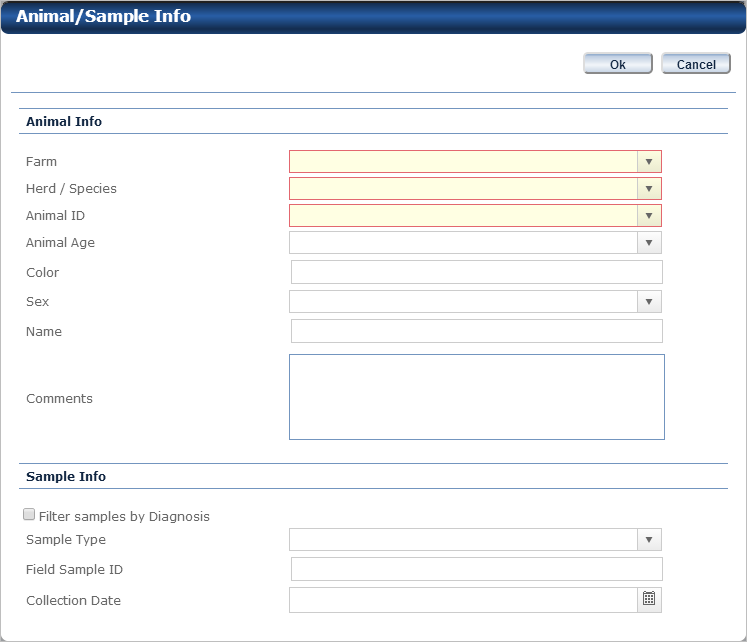 Animal/Sample Info
Ok
Cancel
Animal Info
Farm
Herd / Species
Animal ID
Animal Age
Color
Sex
Name
Comments
Sample Info
Filter samples by Diagnosis
Sample Type
Field Sample ID
Collection Date